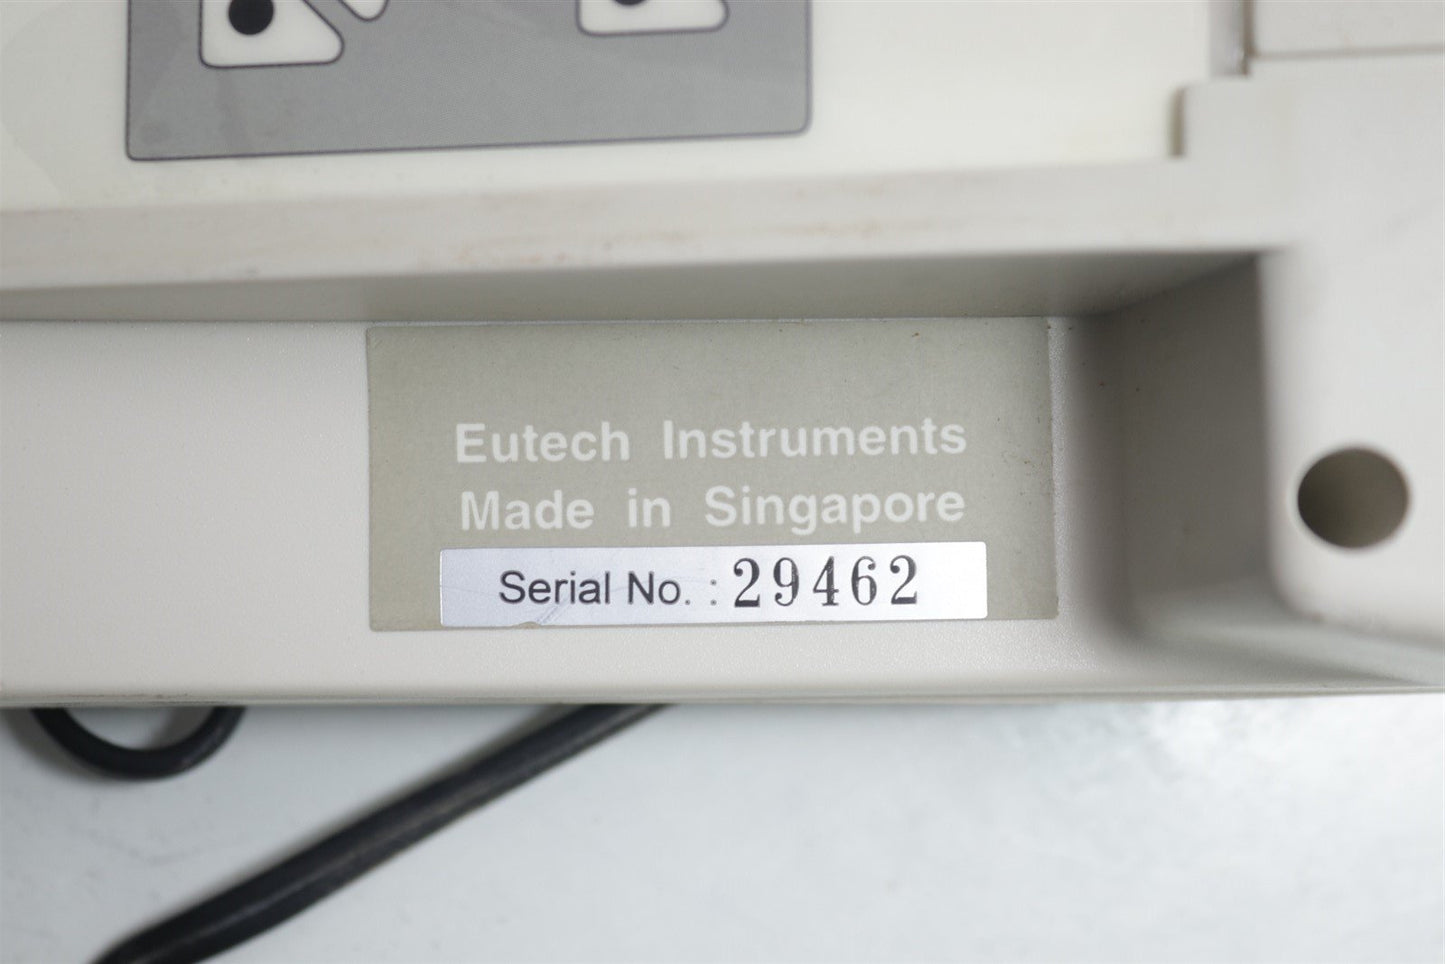 Eutech Instruments
Made in Singapore
Serial No. : 29462